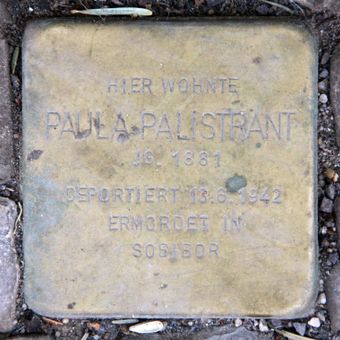 HIER WOHNTE
PAULA PALISTRANT
JG. 1881
DEPORTIERT 13.6.1942
ERMORDET IN
SOBIBOR